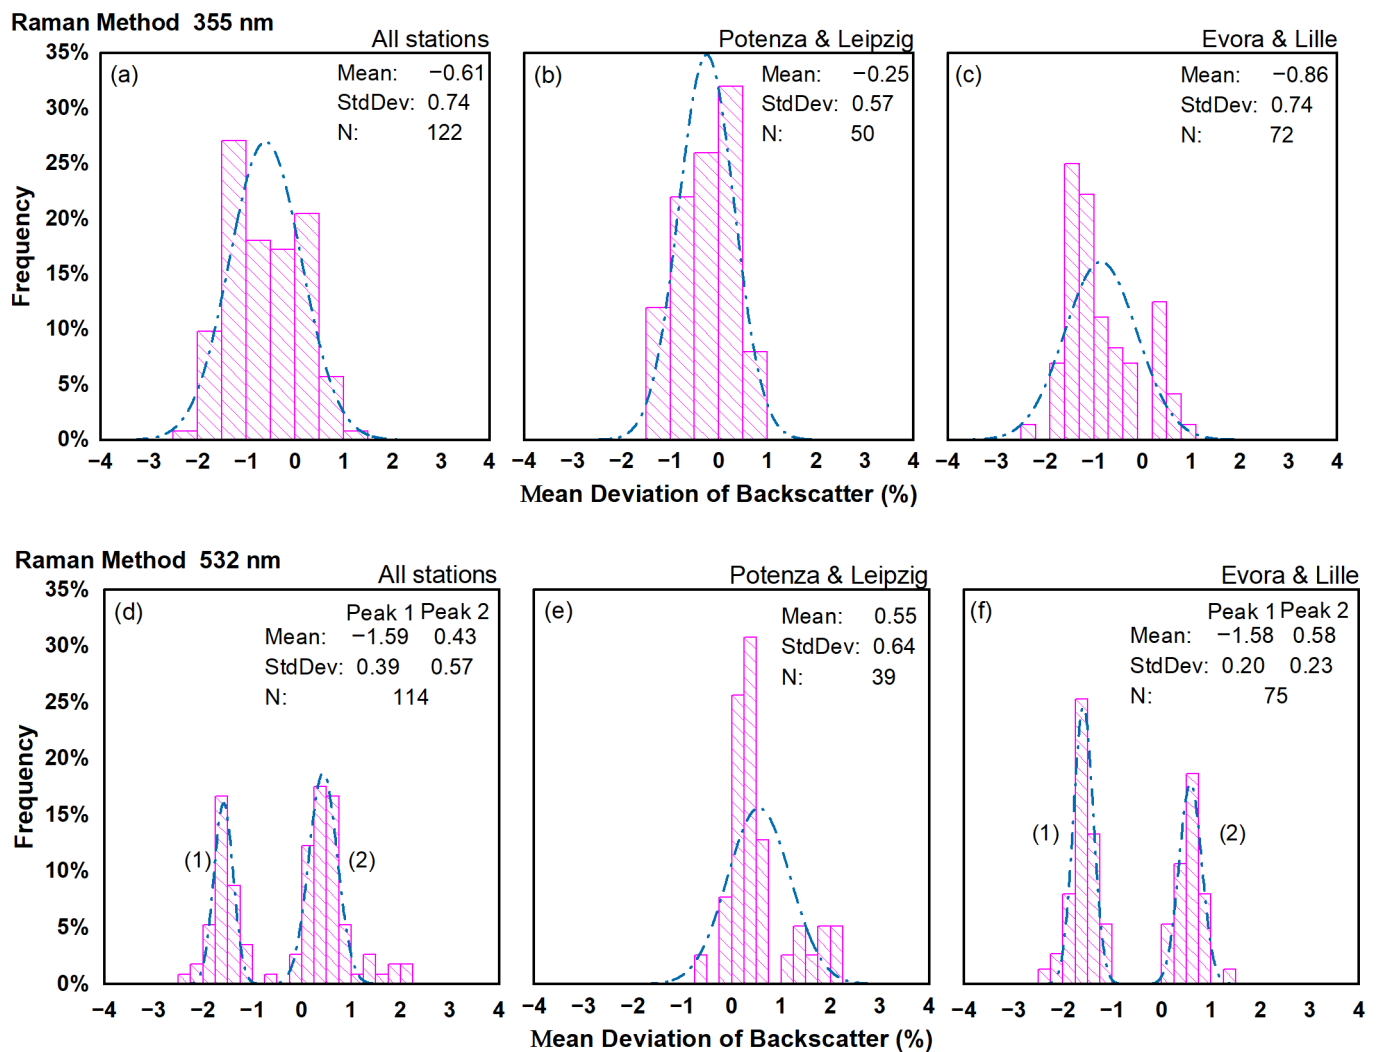 Raman Method 355 nm
All stations
Potenza & Leipzig
Evora & Lille
(a)
Mean: −0.61
StdDev: 0.74
N: 122
(b)
Mean: −0.25
StdDev: 0.57
N: 50
(c)
Mean: −0.86
StdDev: 0.74
N: 72
35%
30%
25%
20%
15%
10%
5%
0%
Frequency
−4 −3 −2 −1 0 1 2 3 4
−4 −3 −2 −1 0 1 2 3 4
−4 −3 −2 −1 0 1 2 3 4
Mean Deviation of Backscatter (%)
Raman Method 532 nm
All stations
Potenza & Leipzig
Evora & Lille
(d)
Peak 1 Peak 2
Mean: −1.59 0.43
StdDev: 0.39 0.57
N: 114
(1)
(2)
(e)
Mean: 0.55
StdDev: 0.64
N: 39
(f)
Peak 1 Peak 2
Mean: −1.58 0.58
StdDev: 0.20 0.23
N: 75
(1)
(2)
35%
30%
25%
20%
15%
10%
5%
0%
Frequency
−4 −3 −2 −1 0 1 2 3 4
−4 −3 −2 −1 0 1 2 3 4
−4 −3 −2 −1 0 1 2 3 4
Mean Deviation of Backscatter (%)